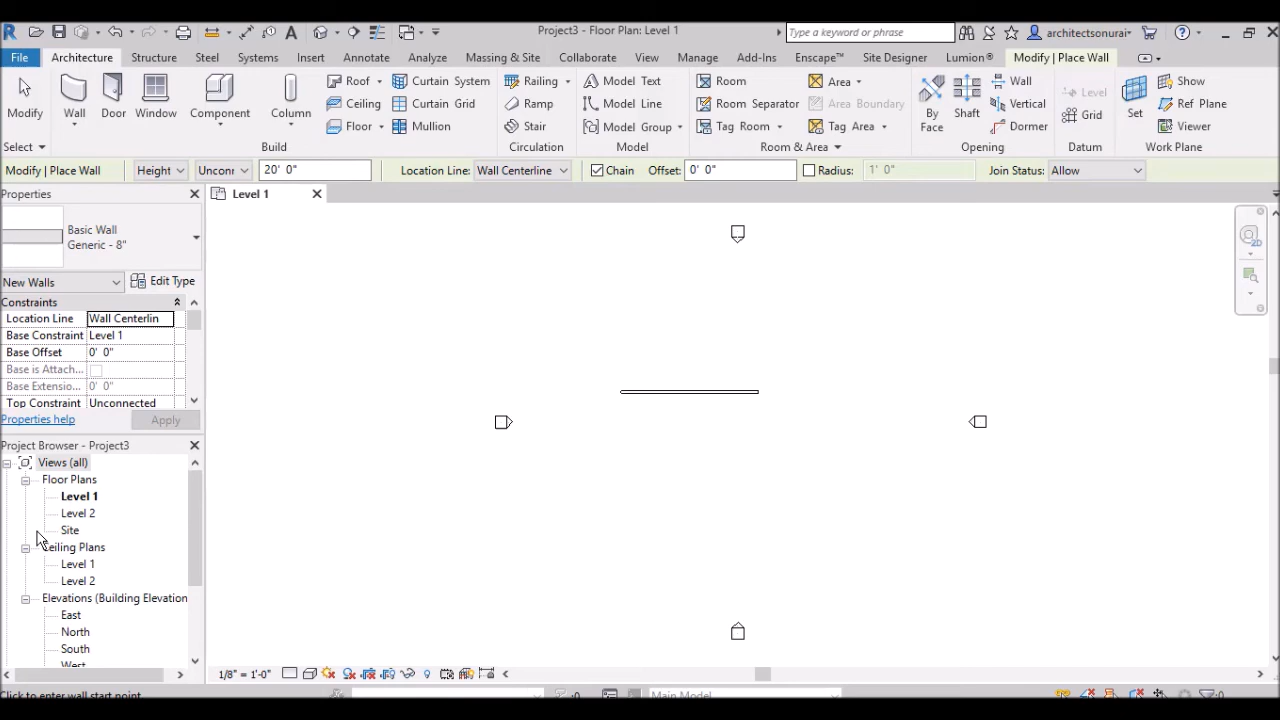 Project3 - Floor Plan: Level 1
Type a keyword or phrase
architectsonurai
File
Architecture
Structure
Steel
Systems
Insert
Annotate
Analyze
Massing & Site
Collaborate
View
Manage
Add-Ins
Enscape™
Site Designer
Lumion®
Modify | Place Wall
Modify
Wall
Door
Window
Component
Column
Roof
Ceiling
Floor
Curtain System
Curtain Grid
Mullion
Railing
Ramp
Stair
Model Text
Model Line
Model Group
Room
Room Separator
Tag Room
Area
Area Boundary
Tag Area
By
Face
Shaft
Wall
Vertical
Dormer
Level
Grid
Set
Show
Ref Plane
Viewer
Select
Build
Circulation
Model
Room & Area
Opening
Datum
Work Plane
Modify | Place Wall
Height
Unconr
20' 0"
Location Line:
Wall Centerline
Chain
Offset:
0' 0"
Radius:
1' 0"
Join Status:
Allow
Properties
Level 1
Basic Wall
Generic - 8"
New Walls
Edit Type
Constraints
Location Line
Wall Centerlin
Base Constraint
Level 1
Base Offset
0' 0"
Base is Attach...
Base Extensio...
0' 0"
Top Constraint
Unconnected
Properties help
Apply
Project Browser - Project3
Views (all)
Floor Plans
Level 1
Level 2
Site
Ceiling Plans
Level 1
Level 2
Elevations (Building Elevation
East
North
South
West
2D
1/8" = 1'-0"
Click to enter wall start point.
:0
Main Model
:0